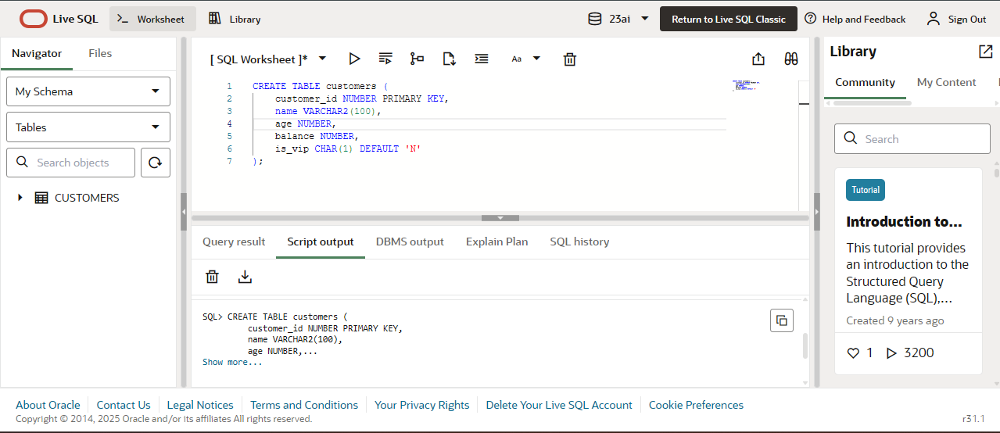 Live SQL
Worksheet
Library
23ai
Return to Live SQL Classic
Help and Feedback
Sign Out
Navigator
Files
My Schema
Tables
Search objects
CUSTOMERS
[ SQL Worksheet ]*
Aa
1 CREATE TABLE customers (
2 customer_id NUMBER PRIMARY KEY,
3 name VARCHAR2(100),
4 age NUMBER,
5 balance NUMBER,
6 is_vip CHAR(1) DEFAULT 'N'
7 );
Query result
Script output
DBMS output
Explain Plan
SQL history
SQL> CREATE TABLE customers (
customer_id NUMBER PRIMARY KEY,
name VARCHAR2(100),
age NUMBER,...
Show more...
Library
Community
My Content
Search
Tutorial
Introduction to...
This tutorial provides
an introduction to the
Structured Query
Language (SQL),...
Created 9 years ago
1 3200
About Oracle
Contact Us
Legal Notices
Terms and Conditions
Your Privacy Rights
Delete Your Live SQL Account
Cookie Preferences
Copyright © 2014, 2025 Oracle and/or its affiliates All rights reserved.
r31.1